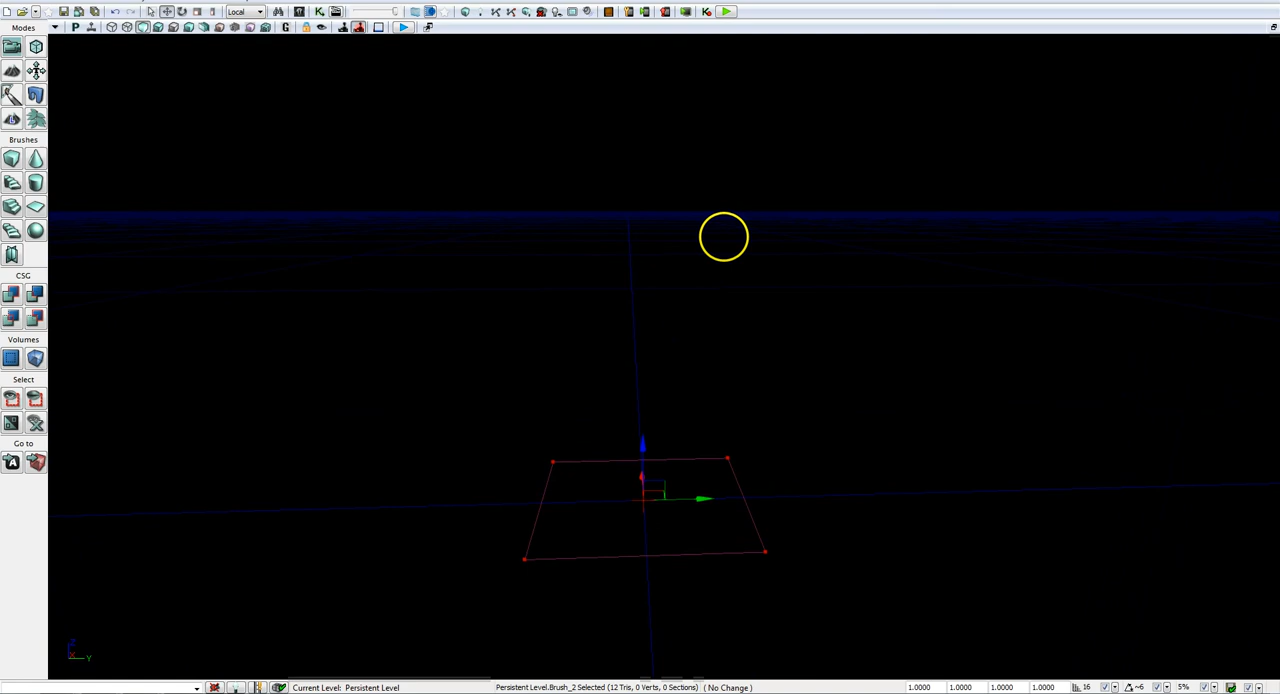 Local
P
G
K
K
Modes
Brushes
CSG
Volumes
Select
Go to
A
Z
X Y
Current Level: Persistent Level
Persistent Level.Brush_2 Selected (12 Tris, 0 Verts, 0 Sections)
(No Change)
1.0000 1.0000 1.0000 1.0000
16
~6
5%